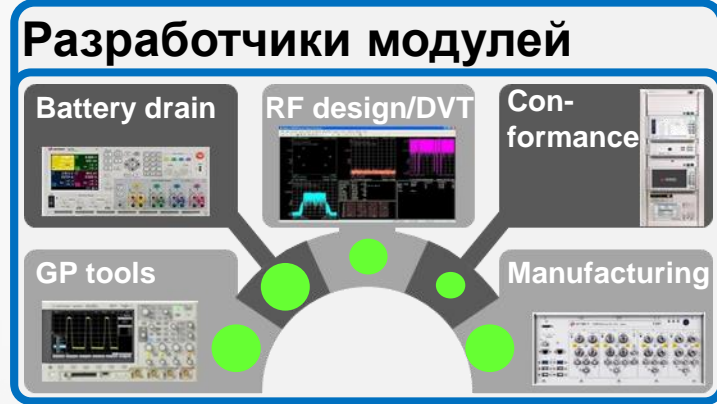 Разработчики модулей
Battery drain
RF design/DVT
Con-
formance
GP tools
Manufacturing